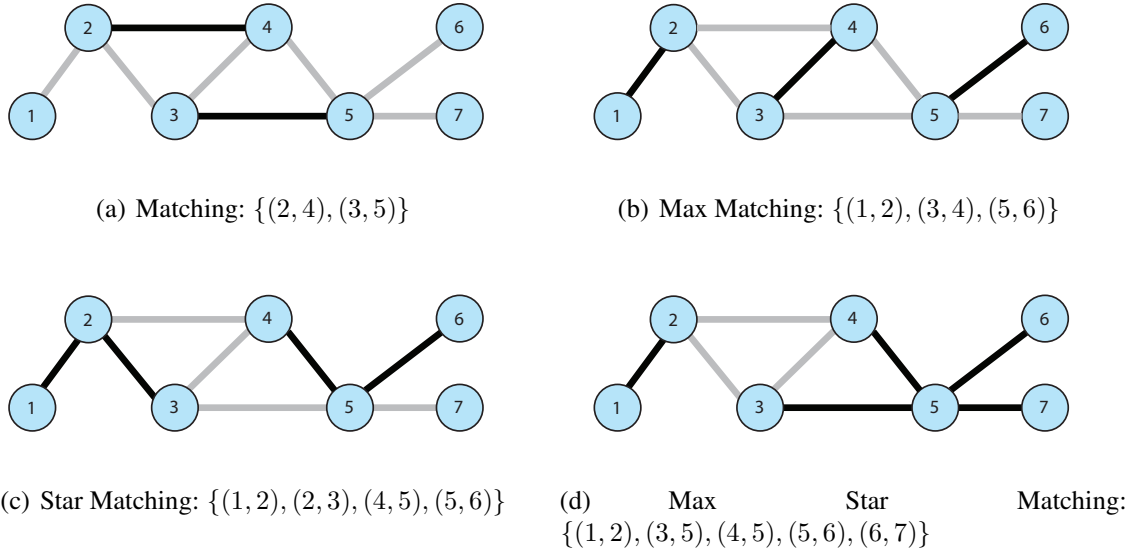 2 4 6 2 4 6
1 3 5 7 1 3 5 7
(a) Matching: {(2, 4), (3, 5)} (b) Max Matching: {(1, 2), (3, 4), (5, 6)}
2 4 6 2 4 6
1 3 5 7 1 3 5 7
(c) Star Matching: {(1, 2), (2, 3), (4, 5), (5, 6)} (d) Max Star Matching:
{(1, 2), (3, 5), (4, 5), (5, 6), (6, 7)}